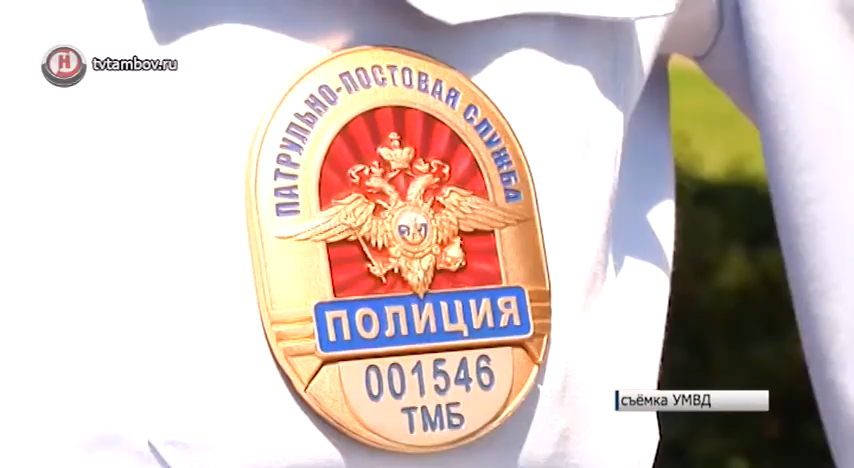 tvtambov.ru
ПАТРУЛЬНО-ПОСТОВАЯ СЛУЖБА
ПОЛИЦИЯ
001546
ТМБ
съёмка УМВД